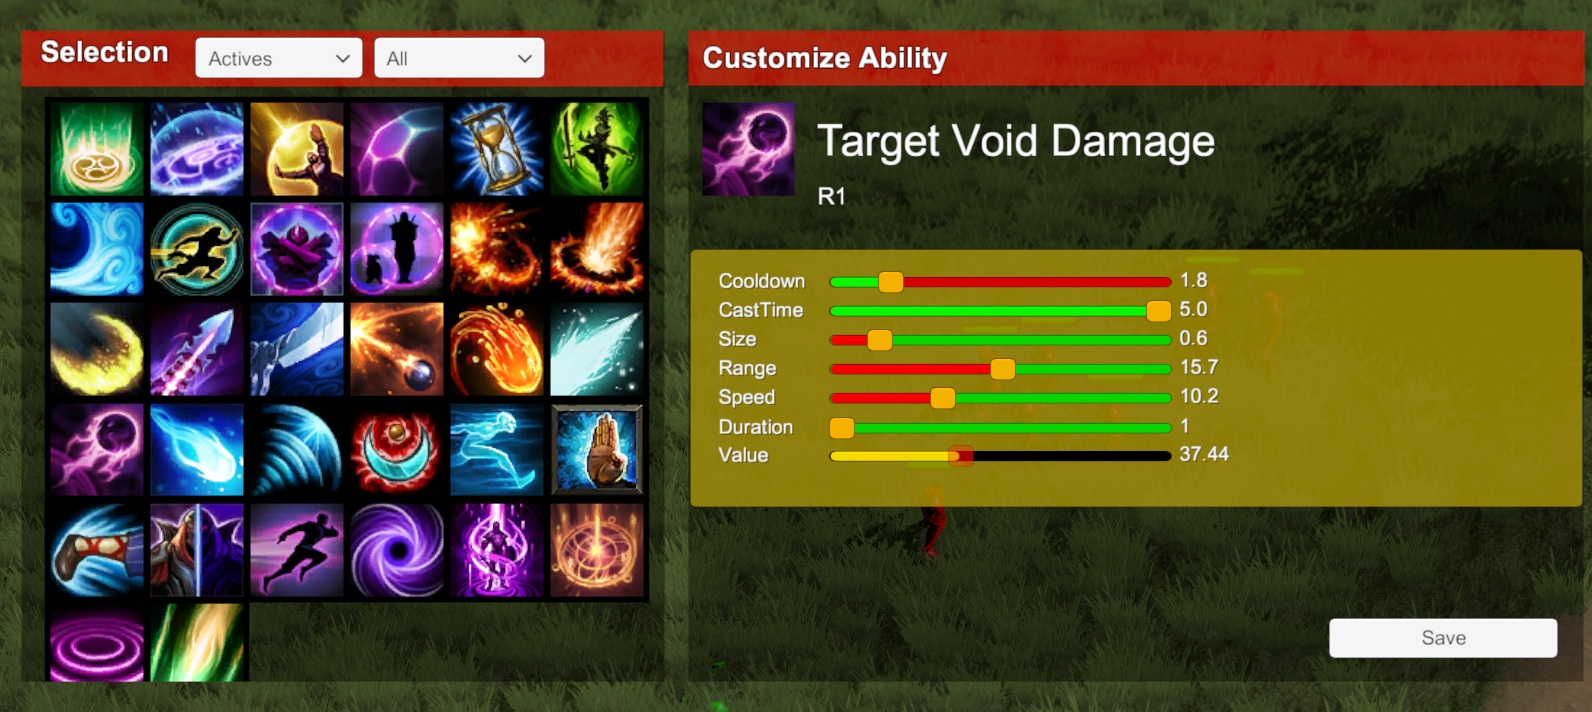 Selection
Actives
All
Customize Ability
Target Void Damage
R1
Cooldown 1.8
CastTime 5.0
Size 0.6
Range 15.7
Speed 10.2
Duration 1
Value 37.44
Save